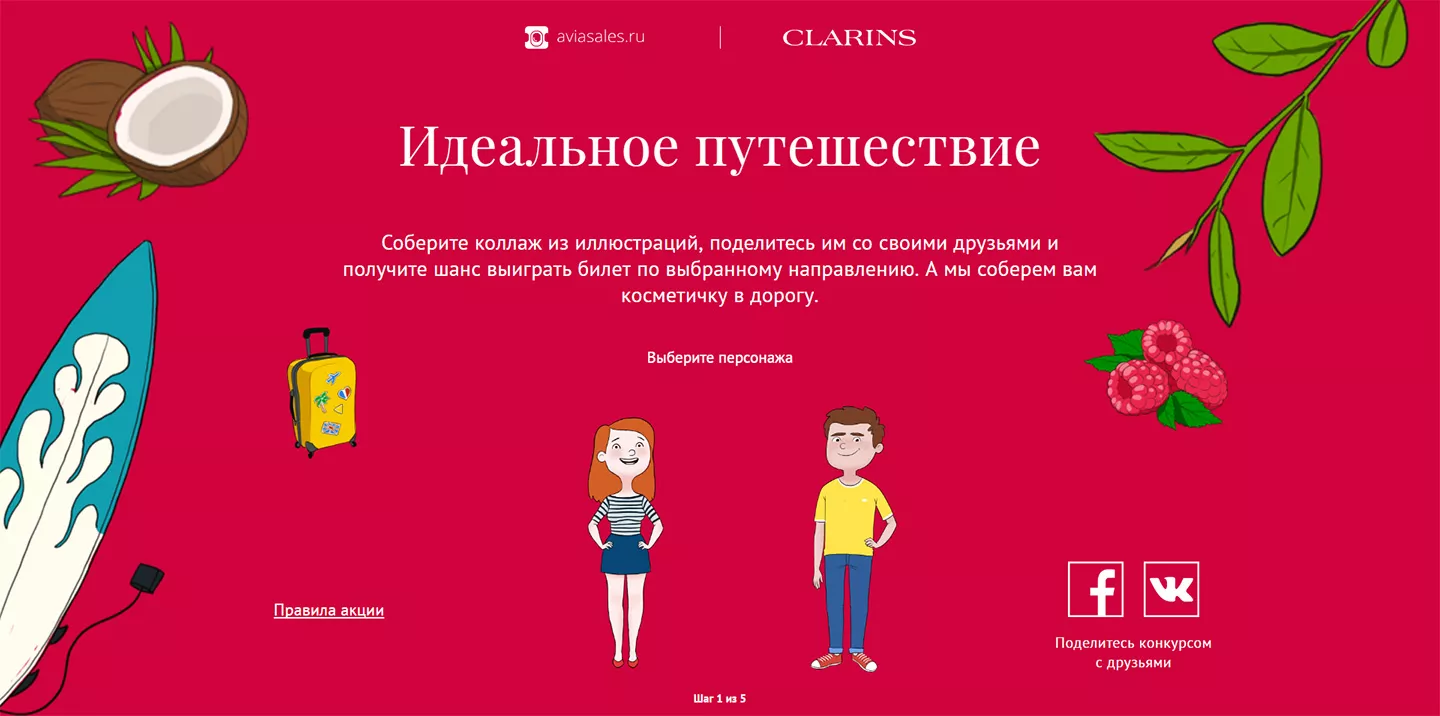 aviasales.ru
CLARINS
Идеальное путешествие
Соберите коллаж из иллюстраций, поделитесь им со своими друзьями и
получите шанс выиграть билет по выбранному направлению. А мы соберем вам
косметичку в дорогу.
Выберите персонажа
Правила акции
Поделитесь конкурсом
с друзьями
Шаг 1 из 5